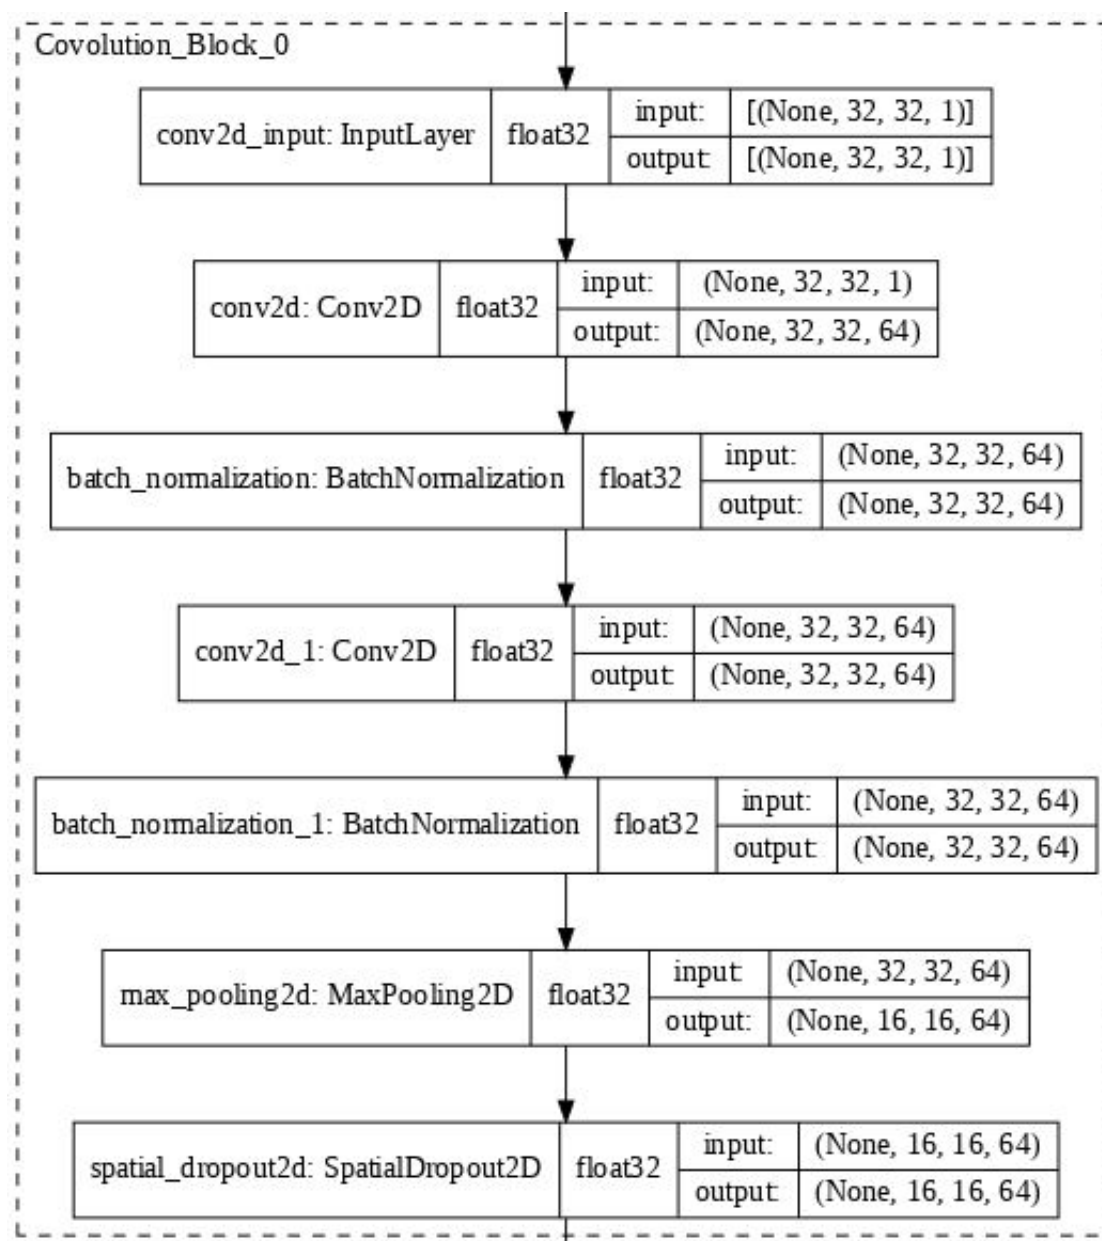 Covolution_Block_0
conv2d_input: InputLayer float32 input: [(None, 32, 32, 1)]
output: [(None, 32, 32, 1)]
conv2d: Conv2D float32 input: (None, 32, 32, 1)
output: (None, 32, 32, 64)
batch_normalization: BatchNormalization float32 input: (None, 32, 32, 64)
output: (None, 32, 32, 64)
conv2d_1: Conv2D float32 input: (None, 32, 32, 64)
output: (None, 32, 32, 64)
batch_normalization_1: BatchNormalization float32 input: (None, 32, 32, 64)
output: (None, 32, 32, 64)
max_pooling2d: MaxPooling2D float32 input: (None, 32, 32, 64)
output: (None, 16, 16, 64)
spatial_dropout2d: SpatialDropout2D float32 input: (None, 16, 16, 64)
output: (None, 16, 16, 64)